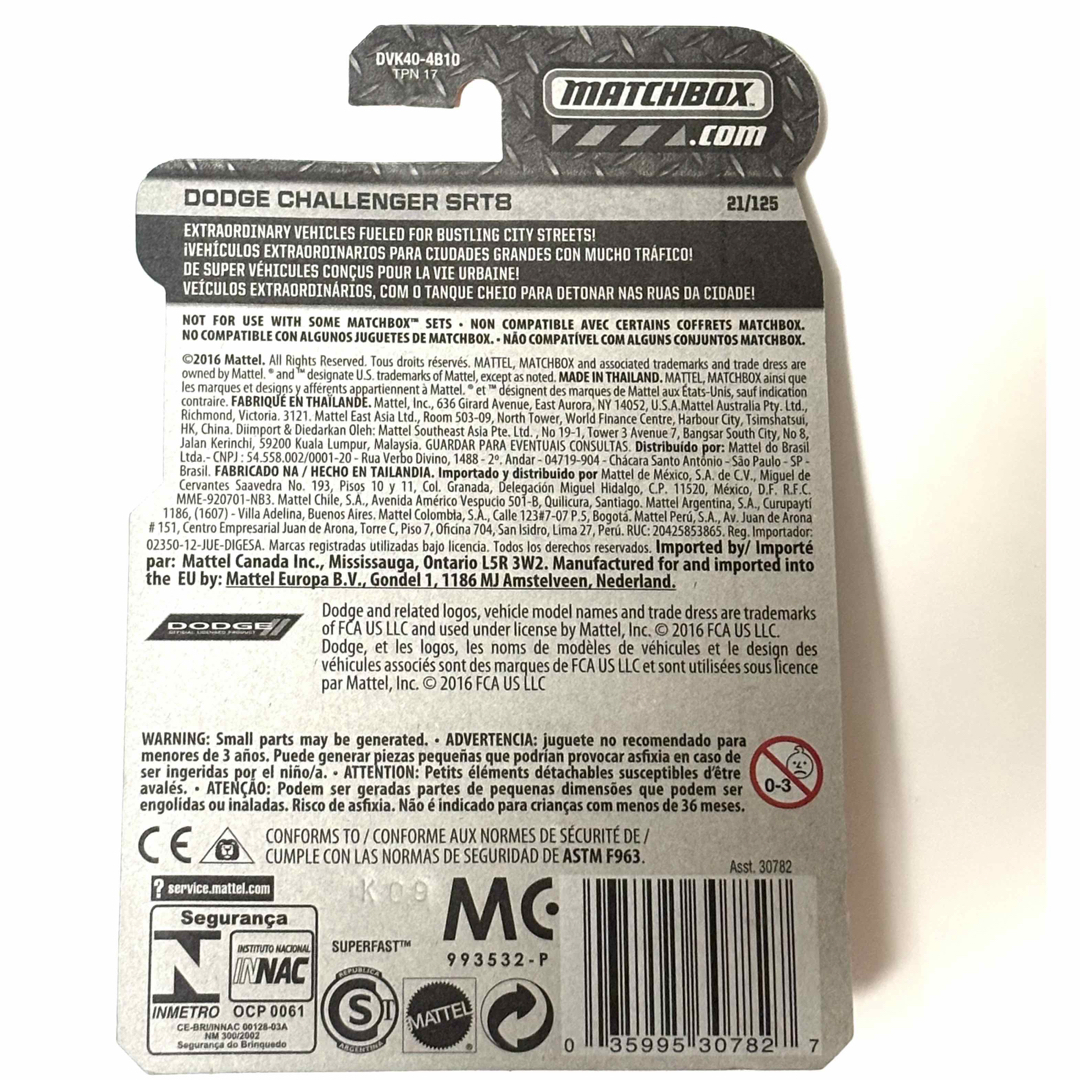 DVK40-4B10
TPN 17
MATCHBOX™
.com
DODGE CHALLENGER SRT8
21/125
EXTRAORDINARY VEHICLES FUELED FOR BUSTLING CITY STREETS!
¡VEHÍCULOS EXTRAORDINARIOS PARA CIUDADES GRANDES CON MUCHO TRÁFICO!
DE SUPER VÉHICULES CONÇUS POUR LA VIE URBAINE!
VEÍCULOS EXTRAORDINÁRIOS, COM O TANQUE CHEIO PARA DETONAR NAS RUAS DA CIDADE!
NOT FOR USE WITH SOME MATCHBOX™ SETS • NON COMPATIBLE AVEC CERTAINS COFFRETS MATCHBOX.
NO COMPATIBLE CON ALGUNOS JUGUETES DE MATCHBOX. • NÃO COMPATÍVEL COM ALGUNS CONJUNTOS MATCHBOX.
©2016 Mattel. All Rights Reserved. Tous droits réservés. MATTEL, MATCHBOX and associated trademarks and trade dress are
owned by Mattel. ® and ™ designate U.S. trademarks of Mattel, except as noted. MADE IN THAILAND. MATTEL, MATCHBOX ainsi que
les marques et designs y afférents appartiennent à Mattel. ® et ™ désignent des marques de Mattel aux États-Unis, sauf indication
contraire. FABRIQUÉ EN THAÏLANDE. Mattel, Inc., 636 Girard Avenue, East Aurora, NY 14052, U.S.A.Mattel Australia Pty. Ltd.,
Richmond, Victoria. 3121. Mattel East Asia Ltd., Room 503-09, North Tower, World Finance Centre, Harbour City, Tsimshatsui,
HK, China. Diimport & Diedarkan Oleh: Mattel Southeast Asia Pte. Ltd. , No 19-1, Tower 3 Avenue 7, Bangsar South City, No 8,
Jalan Kerinchi, 59200 Kuala Lumpur, Malaysia. GUARDAR PARA EVENTUAIS CONSULTAS. Distribuído por: Mattel do Brasil
Ltda.- CNPJ : 54.558.002/0001-20 - Rua Verbo Divino, 1488 - 2º. Andar - 04719-904 - Chácara Santo Antônio - São Paulo - SP -
Brasil. FABRICADO NA / HECHO EN TAILANDIA. Importado y distribuido por Mattel de México, S.A. de C.V., Miguel de
Cervantes Saavedra No. 193, Pisos 10 y 11, Col. Granada, Delegación Miguel Hidalgo, C.P. 11520, México, D.F. R.F.C.
MME-920701-NB3. Mattel Chile, S.A., Avenida Américo Vespucio 501-B, Quilicura, Santiago. Mattel Argentina, S.A., Curupaytí
1186, (1607) - Villa Adelina, Buenos Aires. Mattel Colombia, S.A., Calle 123#7-07 P.5, Bogotá. Mattel Perú, S.A., Av. Juan de Arona
# 151, Centro Empresarial Juan de Arona, Torre C, Piso 7, Oficina 704, San Isidro, Lima 27, Perú. RUC: 20425853865. Reg. Importador:
02350-12-JUE-DIGESA. Marcas registradas utilizadas bajo licencia. Todos los derechos reservados. Imported by/ Importé
par: Mattel Canada Inc., Mississauga, Ontario L5R 3W2. Manufactured for and imported into
the EU by: Mattel Europa B.V., Gondel 1, 1186 MJ Amstelveen, Nederland.
DODGE
OFFICIAL LICENSED PRODUCT
Dodge and related logos, vehicle model names and trade dress are trademarks
of FCA US LLC and used under license by Mattel, Inc. © 2016 FCA US LLC.
Dodge, et les logos, les noms de modèles de véhicules et le design des
véhicules associés sont des marques de FCA US LLC et sont utilisées sous licence
par Mattel, Inc. © 2016 FCA US LLC
WARNING: Small parts may be generated. • ADVERTENCIA: juguete no recomendado para
menores de 3 años. Puede generar piezas pequeñas que podrían provocar asfixia en caso de
ser ingeridas por el niño/a. • ATTENTION: Petits éléments détachables susceptibles d'être
avalés. • ATENÇÃO: Podem ser geradas partes de pequenas dimensões que podem ser
engolidas ou inaladas. Risco de asfixia. Não é indicado para crianças com menos de 36 meses.
0-3
CE
CONFORMS TO / CONFORME AUX NORMES DE SÉCURITÉ DE /
CUMPLE CON LAS NORMAS DE SEGURIDAD DE ASTM F963.
Asst. 30782
? service.mattel.com
K09
MC
993532-P
Segurança
INSTITUTO NACIONAL
INNAC
INMETRO OCP 0061
CE-BRI/INNAC 00128-03A
NM 300/2002
Segurança do Brinquedo
SUPERFAST™
REPUBLICA
S
ARGENTINA
MATTEL
®
0 35995 30782 7